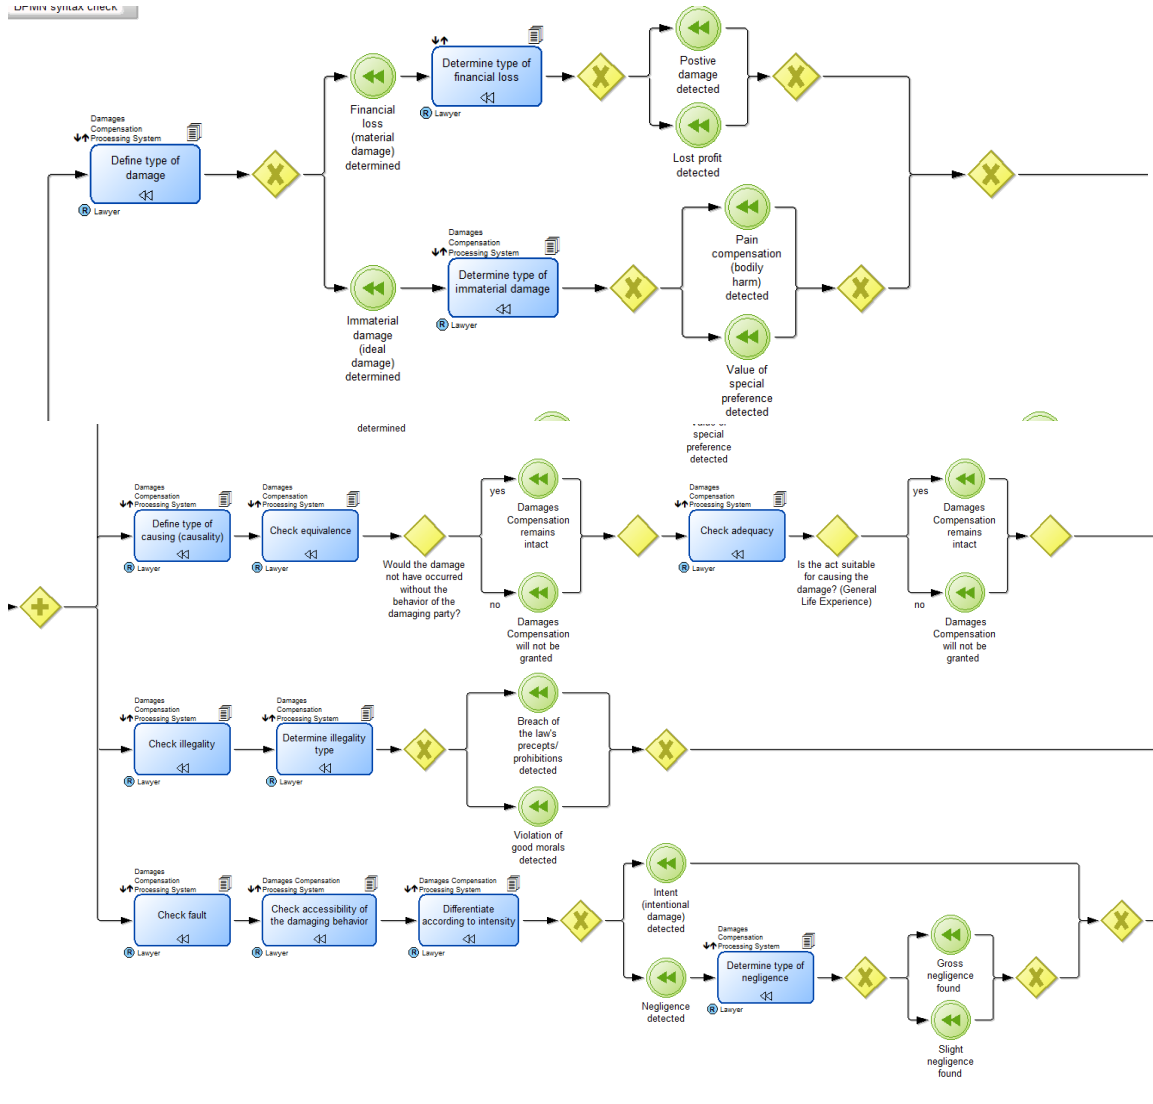 BPMN syntax check
Determine type of
financial loss
R Lawyer
Postive
damage
detected
Financial
loss
(material
damage)
determined
Lost profit
detected
Damages
Compensation
Processing System
Define type of
damage
R Lawyer
Damages
Compensation
Processing System
Determine type of
immaterial damage
R Lawyer
Pain
compensation
(bodily
harm)
detected
Immaterial
damage
(ideal
damage)
determined
Value of
special
preference
detected
determined
Value of
special
preference
detected
Damages
Compensation
Processing System
Define type of
causing (causality)
R Lawyer
Damages
Compensation
Processing System
Check equivalence
R Lawyer
Would the damage
not have occurred
without the
behavior of the
damaging party?
yes
Damages
Compensation
remains
intact
no
Damages
Compensation
will not be
granted
Damages
Compensation
Processing System
Check adequacy
R Lawyer
Is the act suitable
for causing the
damage? (General
Life Experience)
yes
Damages
Compensation
remains
intact
no
Damages
Compensation
will not be
granted
Damages
Compensation
Processing System
Check illegality
R Lawyer
Damages
Compensation
Processing System
Determine illegality
type
R Lawyer
Breach of
the law's
precepts/
prohibitions
detected
Violation of
good morals
detected
Damages
Compensation
Processing System
Check fault
R Lawyer
Damages Compensation
Processing System
Check accessibility of
the damaging behavior
R Lawyer
Damages Compensation
Processing System
Differentiate
according to intensity
R Lawyer
Intent
(intentional
damage)
detected
Negligence
detected
Damages
Compensation
Processing System
Determine type of
negligence
R Lawyer
Gross
negligence
found
Slight
negligence
found